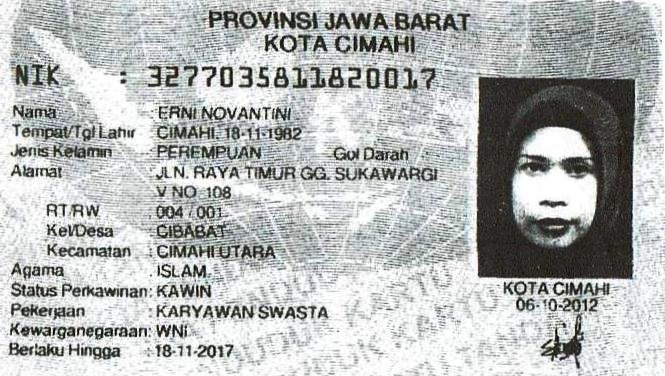 PROVINSI JAWA BARAT
KOTA CIMAHI
NIK : 3277035811820017
Nama : ERNI NOVANTINI
Tempat/Tgl Lahir : CIMAHI, 18-11-1982
Jenis Kelamin : PEREMPUAN Gol Darah :
Alamat : JLN. RAYA TIMUR GG. SUKAWARGI
V NO 108
RT/RW : 004 / 001
Kel/Desa : CIBABAT
Kecamatan : CIMAHI UTARA
Agama : ISLAM
Status Perkawinan: KAWIN
Pekerjaan : KARYAWAN SWASTA
Kewarganegaraan: WNI
Berlaku Hingga : 18-11-2017
KOTA CIMAHI
06-10-2012